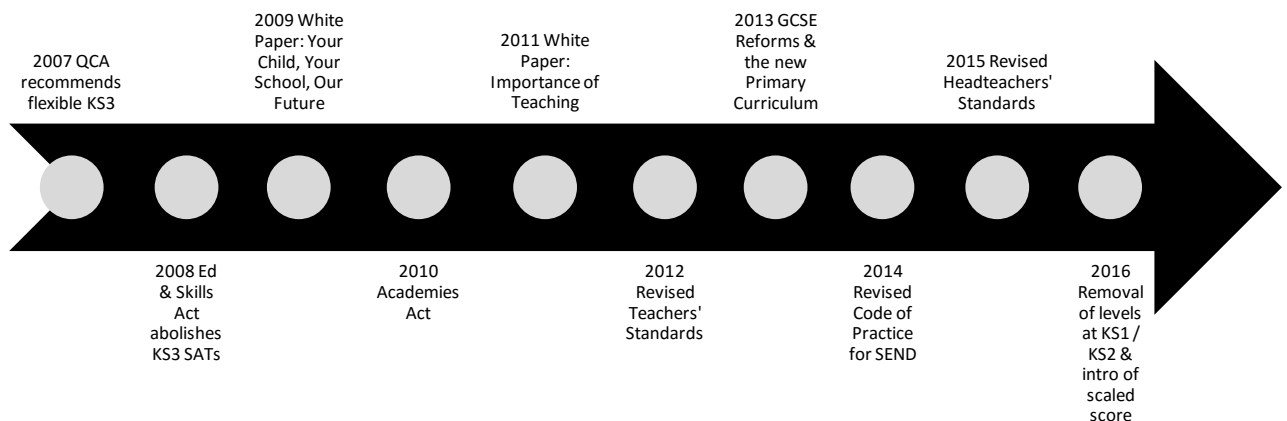 2007 QCA
recommends
flexible KS3
2008 Ed
& Skills
Act
abolishes
KS3 SATs
2009 White
Paper: Your
Child, Your
School, Our
Future
2010
Academies
Act
2011 White
Paper:
Importance of
Teaching
2012
Revised
Teachers'
Standards
2013 GCSE
Reforms &
the new
Primary
Curriculum
2014
Revised
Code of
Practice
for SEND
2015 Revised
Headteachers'
Standards
2016
Removal
of levels
at KS1 /
KS2 &
intro of
scaled
score